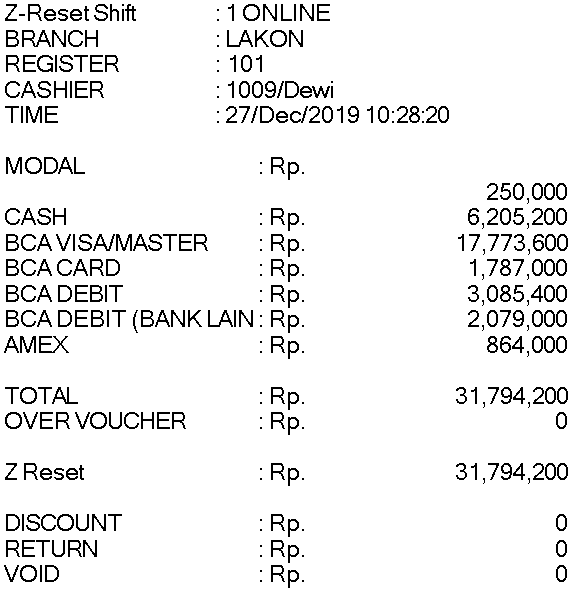 Z-Reset Shift : 1 ONLINE
BRANCH : LAKON
REGISTER : 101
CASHIER : 1009/Dewi
TIME : 27/Dec/2019 10:28:20
MODAL : Rp.
250,000
CASH : Rp. 6,205,200
BCA VISA/MASTER : Rp. 17,773,600
BCA CARD : Rp. 1,787,000
BCA DEBIT : Rp. 3,085,400
BCA DEBIT (BANK LAIN : Rp. 2,079,000
AMEX : Rp. 864,000
TOTAL : Rp. 31,794,200
OVER VOUCHER : Rp. 0
Z Reset : Rp. 31,794,200
DISCOUNT : Rp. 0
RETURN : Rp. 0
VOID : Rp. 0